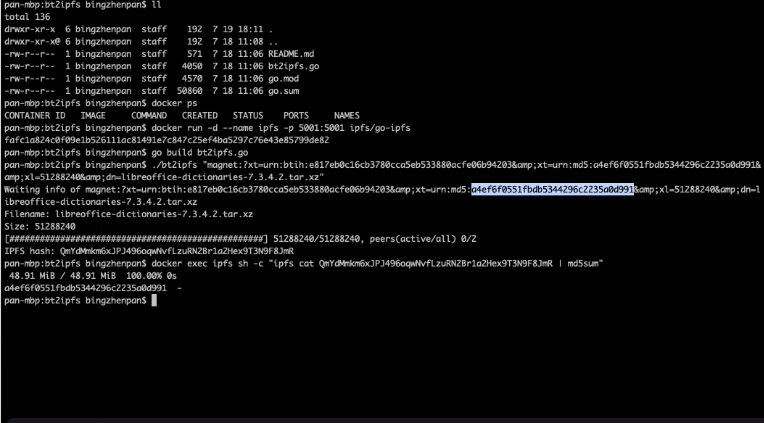 pan-mbp:bt2ipfs bingzhenpan$ ll
total 136
drwxr-xr-x  6 bingzhenpan  staff    192  7 19 18:11 .
drwxr-xr-x@ 6 bingzhenpan  staff    192  7 18 11:08 ..
-rw-r--r--  1 bingzhenpan  staff    571  7 18 11:06 README.md
-rw-r--r--  1 bingzhenpan  staff   4050  7 18 11:06 bt2ipfs.go
-rw-r--r--  1 bingzhenpan  staff   4570  7 18 11:06 go.mod
-rw-r--r--  1 bingzhenpan  staff  50860  7 18 11:06 go.sum
pan-mbp:bt2ipfs bingzhenpan$ docker ps
CONTAINER ID   IMAGE     COMMAND   CREATED   STATUS    PORTS     NAMES
pan-mbp:bt2ipfs bingzhenpan$ docker run -d --name ipfs -p 5001:5001 ipfs/go-ipfs
fafc1a824c0f09e1b526111ac81491e7c847c25ef4ba5297c76e43e85799de82
pan-mbp:bt2ipfs bingzhenpan$ go build bt2ipfs.go
pan-mbp:bt2ipfs bingzhenpan$ ./bt2ipfs "magnet:?xt=urn:btih:e817eb0c16cb3780cca5eb533880acfe06b94203&amp;xt=urn:md5:a4ef6f0551fbdb5344296c2235a0d991&
amp;xl=51288240&amp;dn=libreoffice-dictionaries-7.3.4.2.tar.xz"
Waiting info of magnet:?xt=urn:btih:e817eb0c16cb3780cca5eb533880acfe06b94203&amp;xt=urn:md5:a4ef6f0551fbdb5344296c2235a0d991&amp;xl=51288240&amp;dn=l
ibreoffice-dictionaries-7.3.4.2.tar.xz
Filename: libreoffice-dictionaries-7.3.4.2.tar.xz
Size: 51288240
[##################################################] 51288240/51288240, peers(active/all) 0/2
IPFS hash: QmYdMmkm6xJPJ496oqwNvfLzuRN2Br1a2Hex9T3N9F8JmR
pan-mbp:bt2ipfs bingzhenpan$ docker exec ipfs sh -c "ipfs cat QmYdMmkm6xJPJ496oqwNvfLzuRN2Br1a2Hex9T3N9F8JmR | md5sum"
 48.91 MiB / 48.91 MiB  100.00% 0s
a4ef6f0551fbdb5344296c2235a0d991  -
pan-mbp:bt2ipfs bingzhenpan$